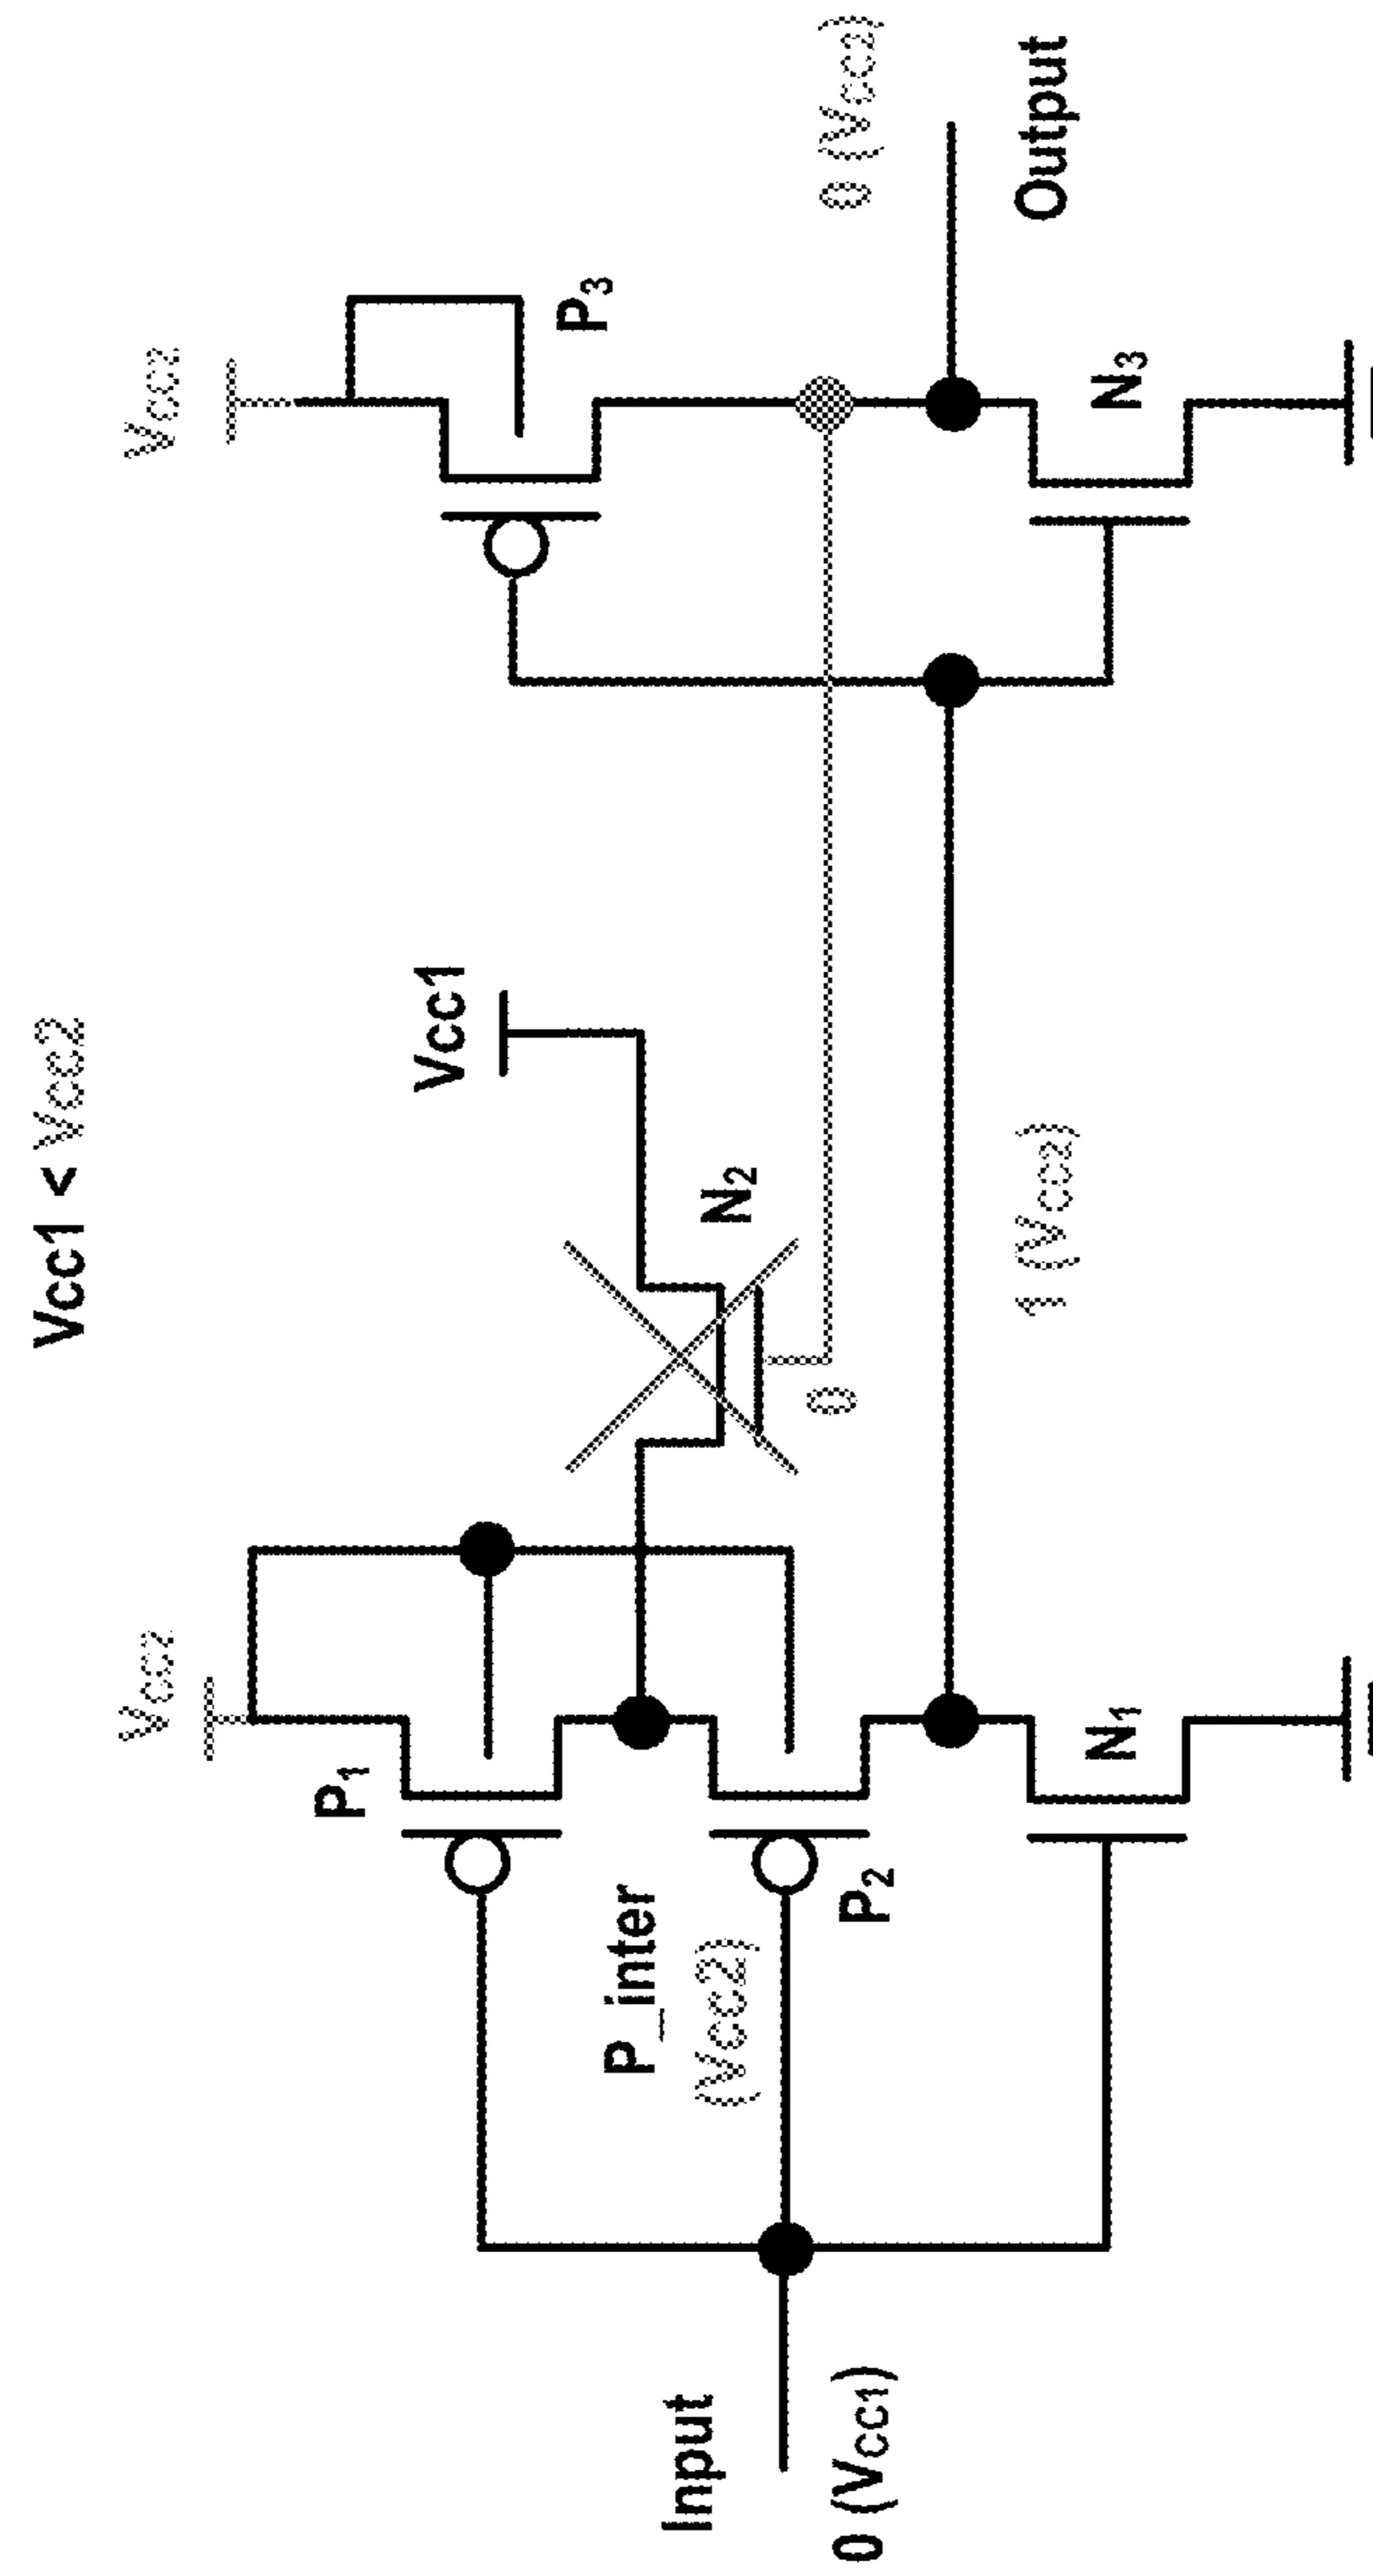 Vcc1 < Vcc2
Vcc2
Vcc2
P1
Vcc1
P3
P_inter
(Vcc2)
N2
0
Input
0 (Vcc1)
P2
0 (Vcc2)
Output
1 (Vcc2)
N1
N3